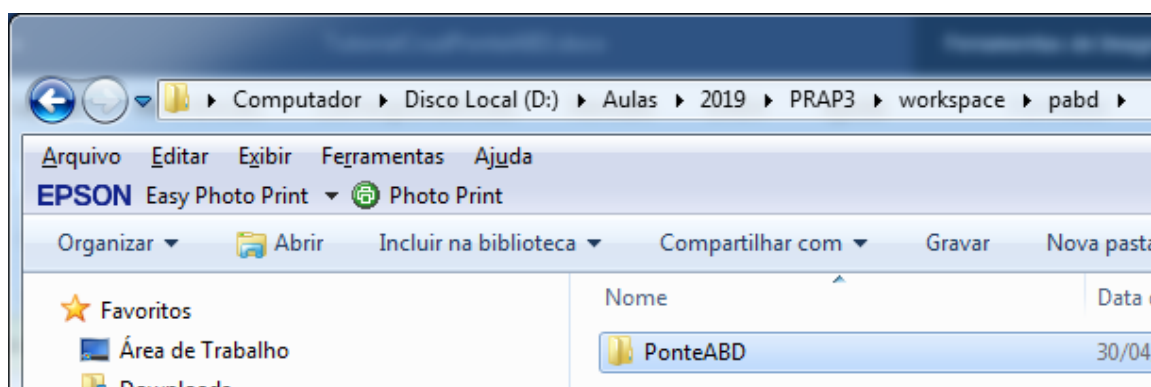 Computador ▸ Disco Local (D:) ▸ Aulas ▸ 2019 ▸ PRAP3 ▸ workspace ▸ pabd ▸
Arquivo Editar Exibir Ferramentas Ajuda
EPSON Easy Photo Print Photo Print
Organizar Abrir Incluir na biblioteca Compartilhar com Gravar Nova pasta
Nome Data
Favoritos
Área de Trabalho
PonteABD 30/04
Downloads